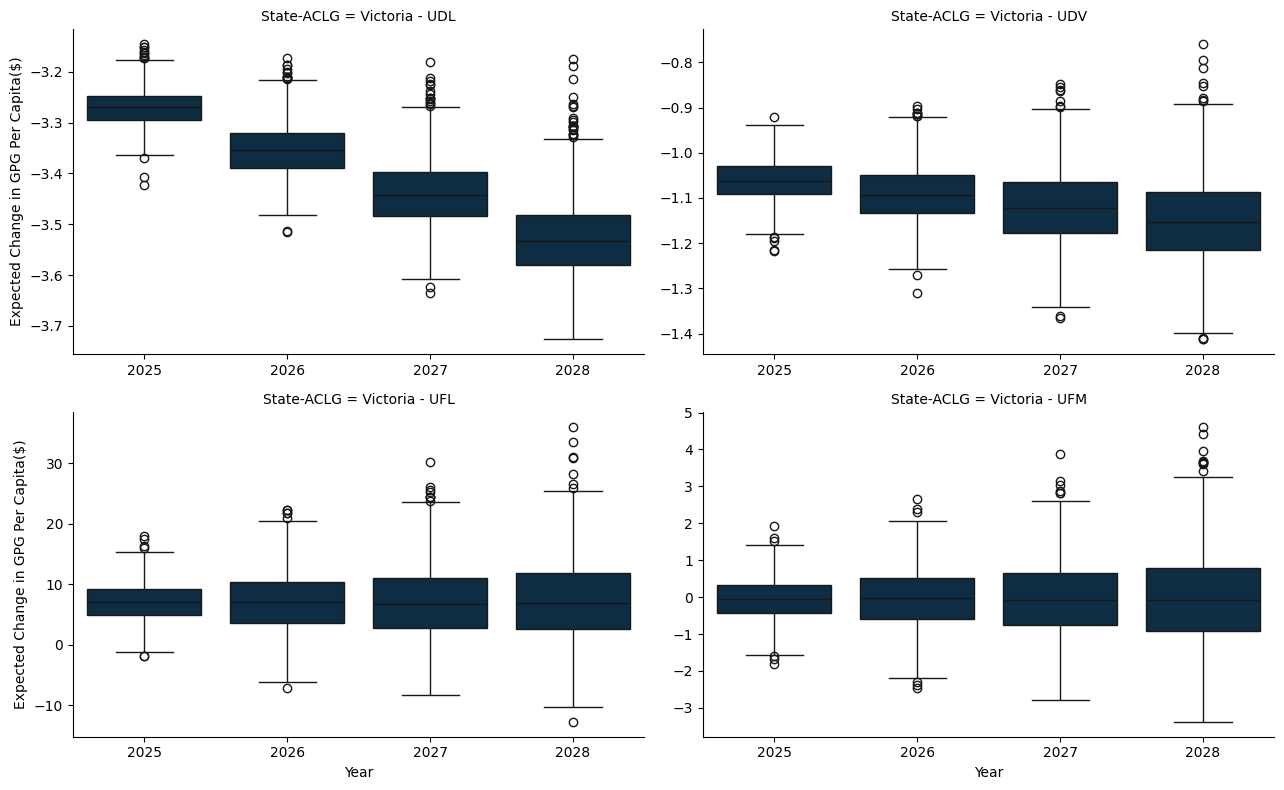 State-ACLG = Victoria - UDL
Expected Change in GPG Per Capita($)
−3.2
−3.3
−3.4
−3.5
−3.6
−3.7
2025 2026 2027 2028
State-ACLG = Victoria - UDV
−0.8
−0.9
−1.0
−1.1
−1.2
−1.3
−1.4
2025 2026 2027 2028
State-ACLG = Victoria - UFL
Expected Change in GPG Per Capita($)
30
20
10
0
−10
2025 2026 2027 2028
Year
State-ACLG = Victoria - UFM
5
4
3
2
1
0
−1
−2
−3
2025 2026 2027 2028
Year